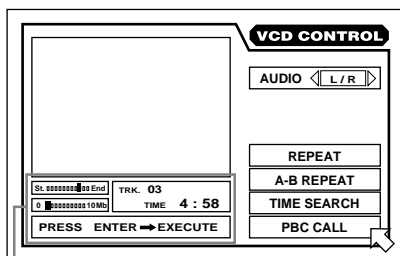 VCD CONTROL
AUDIO L / R
REPEAT
A-B REPEAT
TIME SEARCH
PBC CALL
St. End
0 10Mb
TRK. 03
TIME 4 : 58
PRESS ENTER ➡ EXECUTE